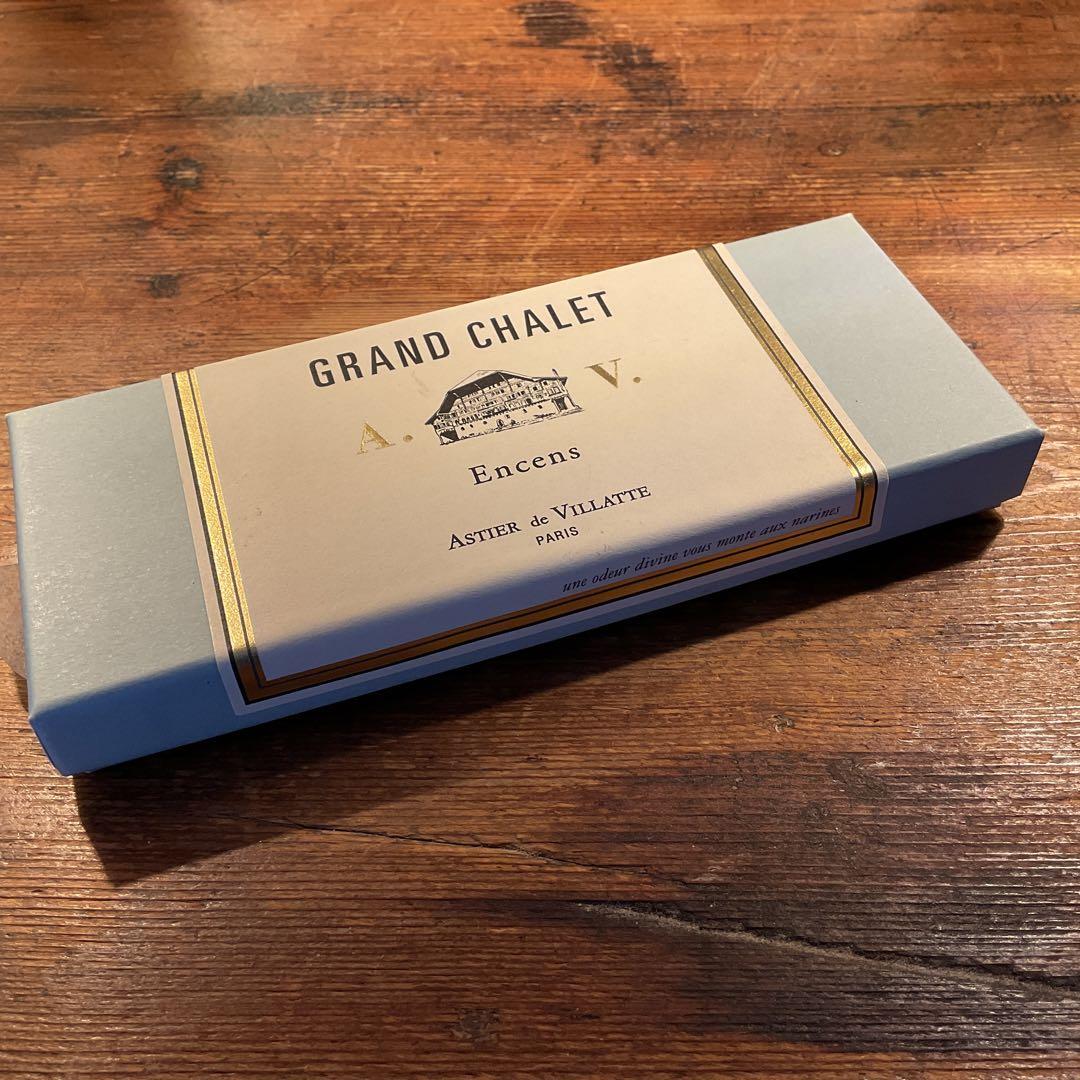 GRAND CHALET
A. V.
Encens
ASTIER de VILLATTE
PARIS
une odeur divine vous monte aux narines